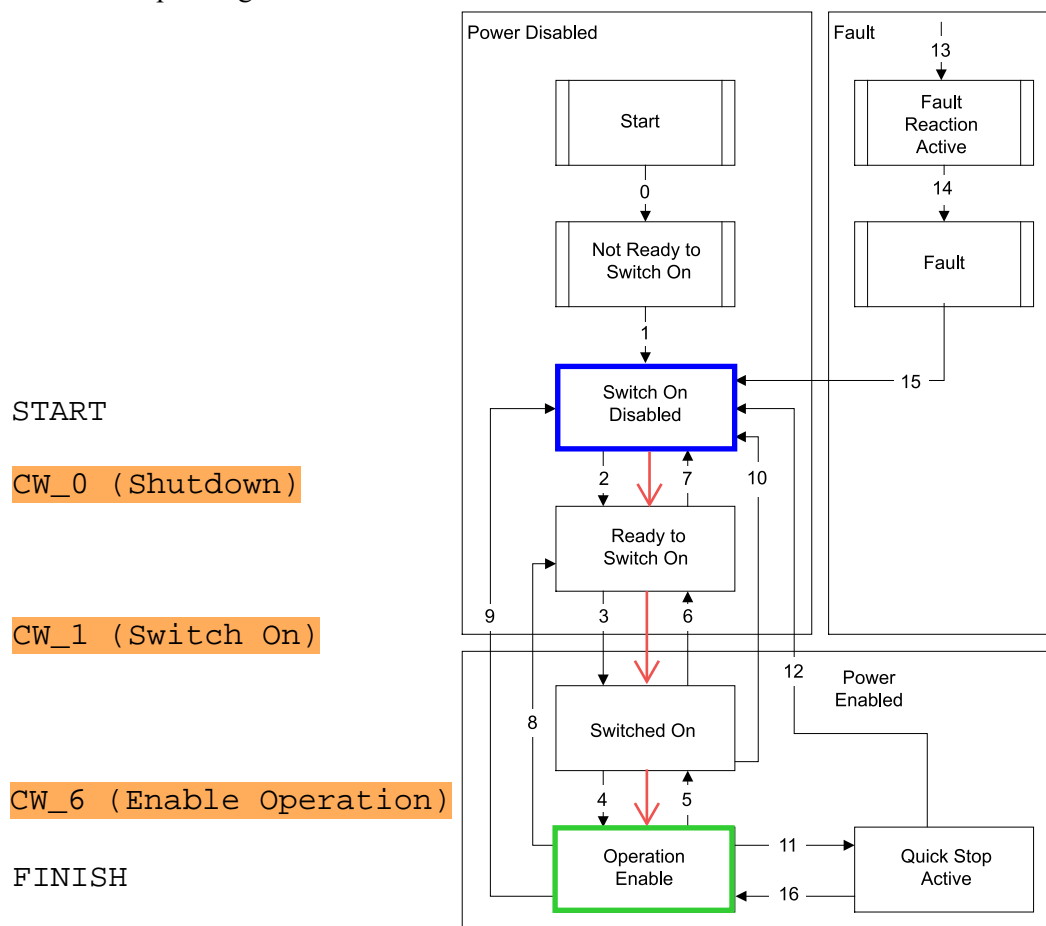 Power Disabled
Fault
13
Start
Fault
Reaction
Active
0
14
Not Ready to
Switch On
Fault
1
15
START
Switch On
Disabled
CW_0 (Shutdown)
2
7
10
Ready to
Switch On
CW_1 (Switch On)
9
3
6
12
Power
Enabled
8
Switched On
CW_6 (Enable Operation)
4
5
11
FINISH
Operation
Enable
Quick Stop
Active
16